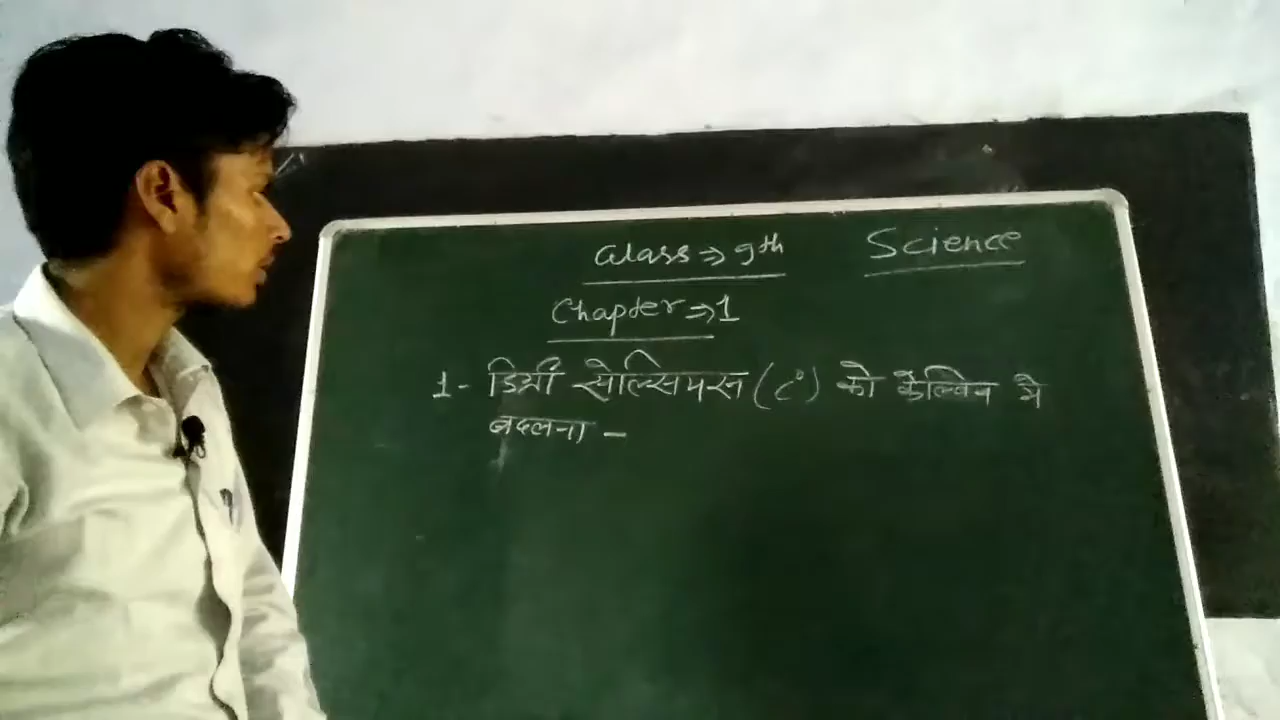 Class ⇒ 9th Science
Chapter ⇒ 1
1- डिग्री सेल्सियस (C°) को केल्विन मे
बदलना –